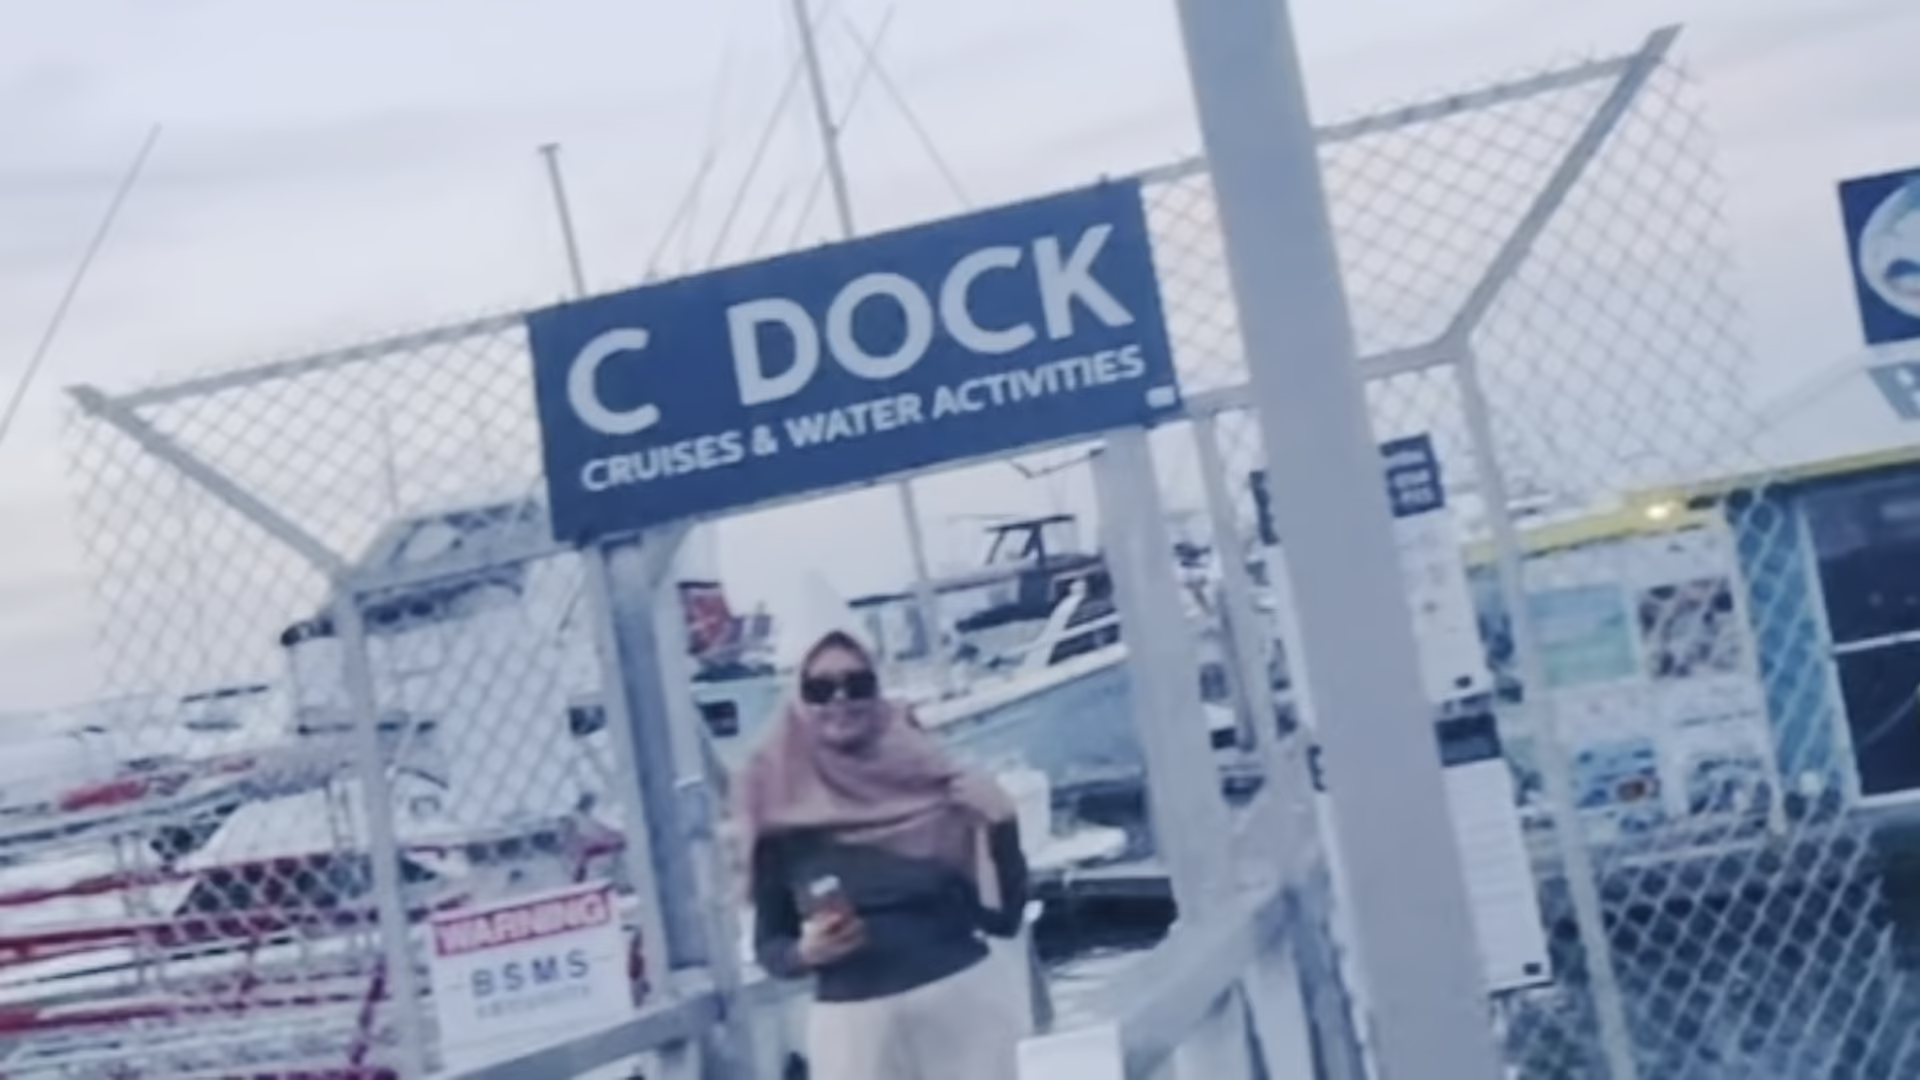 C DOCK
CRUISES & WATER ACTIVITIES
WARNING
BSMS